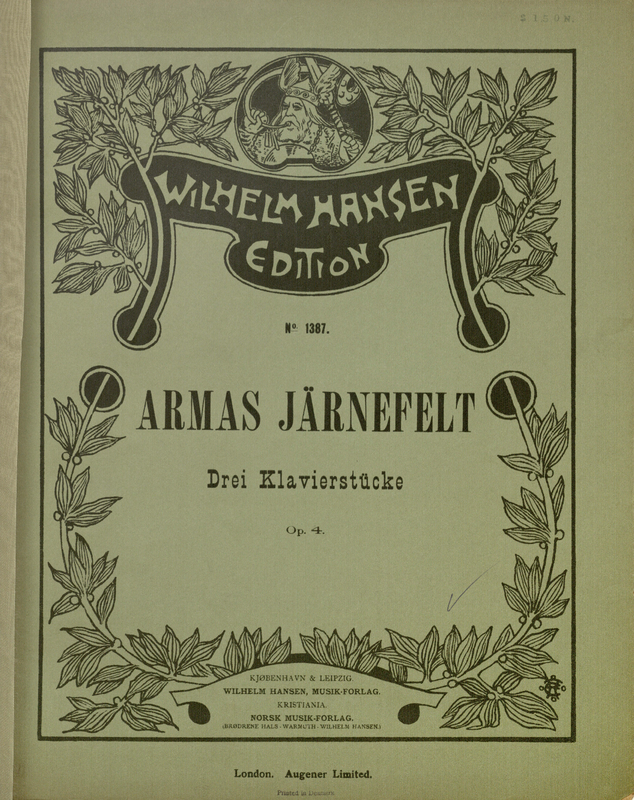 WILHELM HANSEN
EDITION
No. 1387.
ARMAS JÄRNEFELT
Drei Klavierstücke
Op. 4.
KJØBENHAVN & LEIPZIG.
WILHELM HANSEN, MUSIK-FORLAG.
KRISTIANIA.
NORSK MUSIK-FORLAG.
(BRØDRENE HALS - WARMUTH - WILHELM HANSEN)
London. Augener Limited.
Printed in Denmark